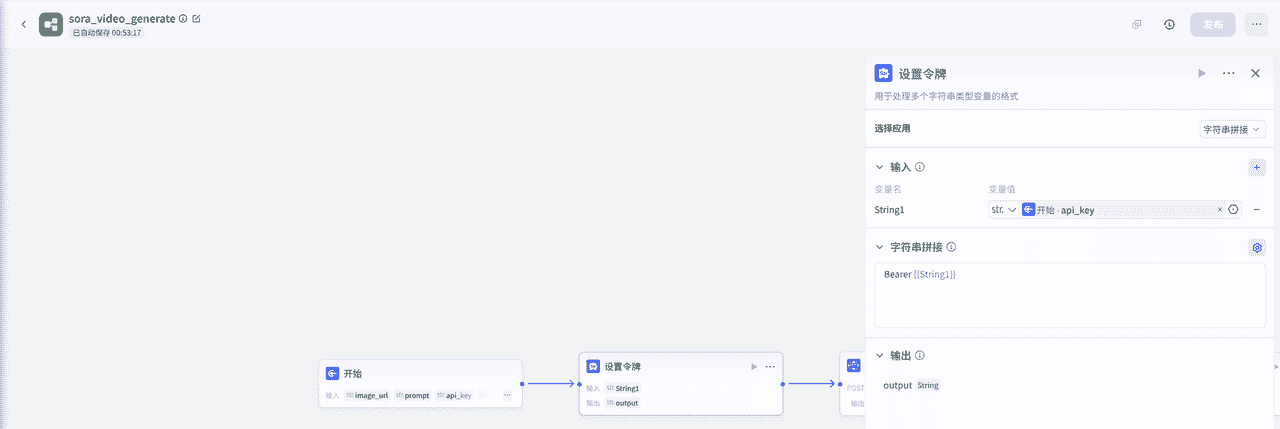 sora_video_generate
已自动保存 00:53:17
发布
设置令牌
用于处理多个字符串类型变量的格式
选择应用
字符串拼接
输入
变量名 变量值
String1 str. 开始 - api_key
字符串拼接
Bearer {{String1}}
输出
output String
开始
输入 str. image_url str. prompt str. api_key
设置令牌
输入 str. String1
输出 str. output
POST
输出